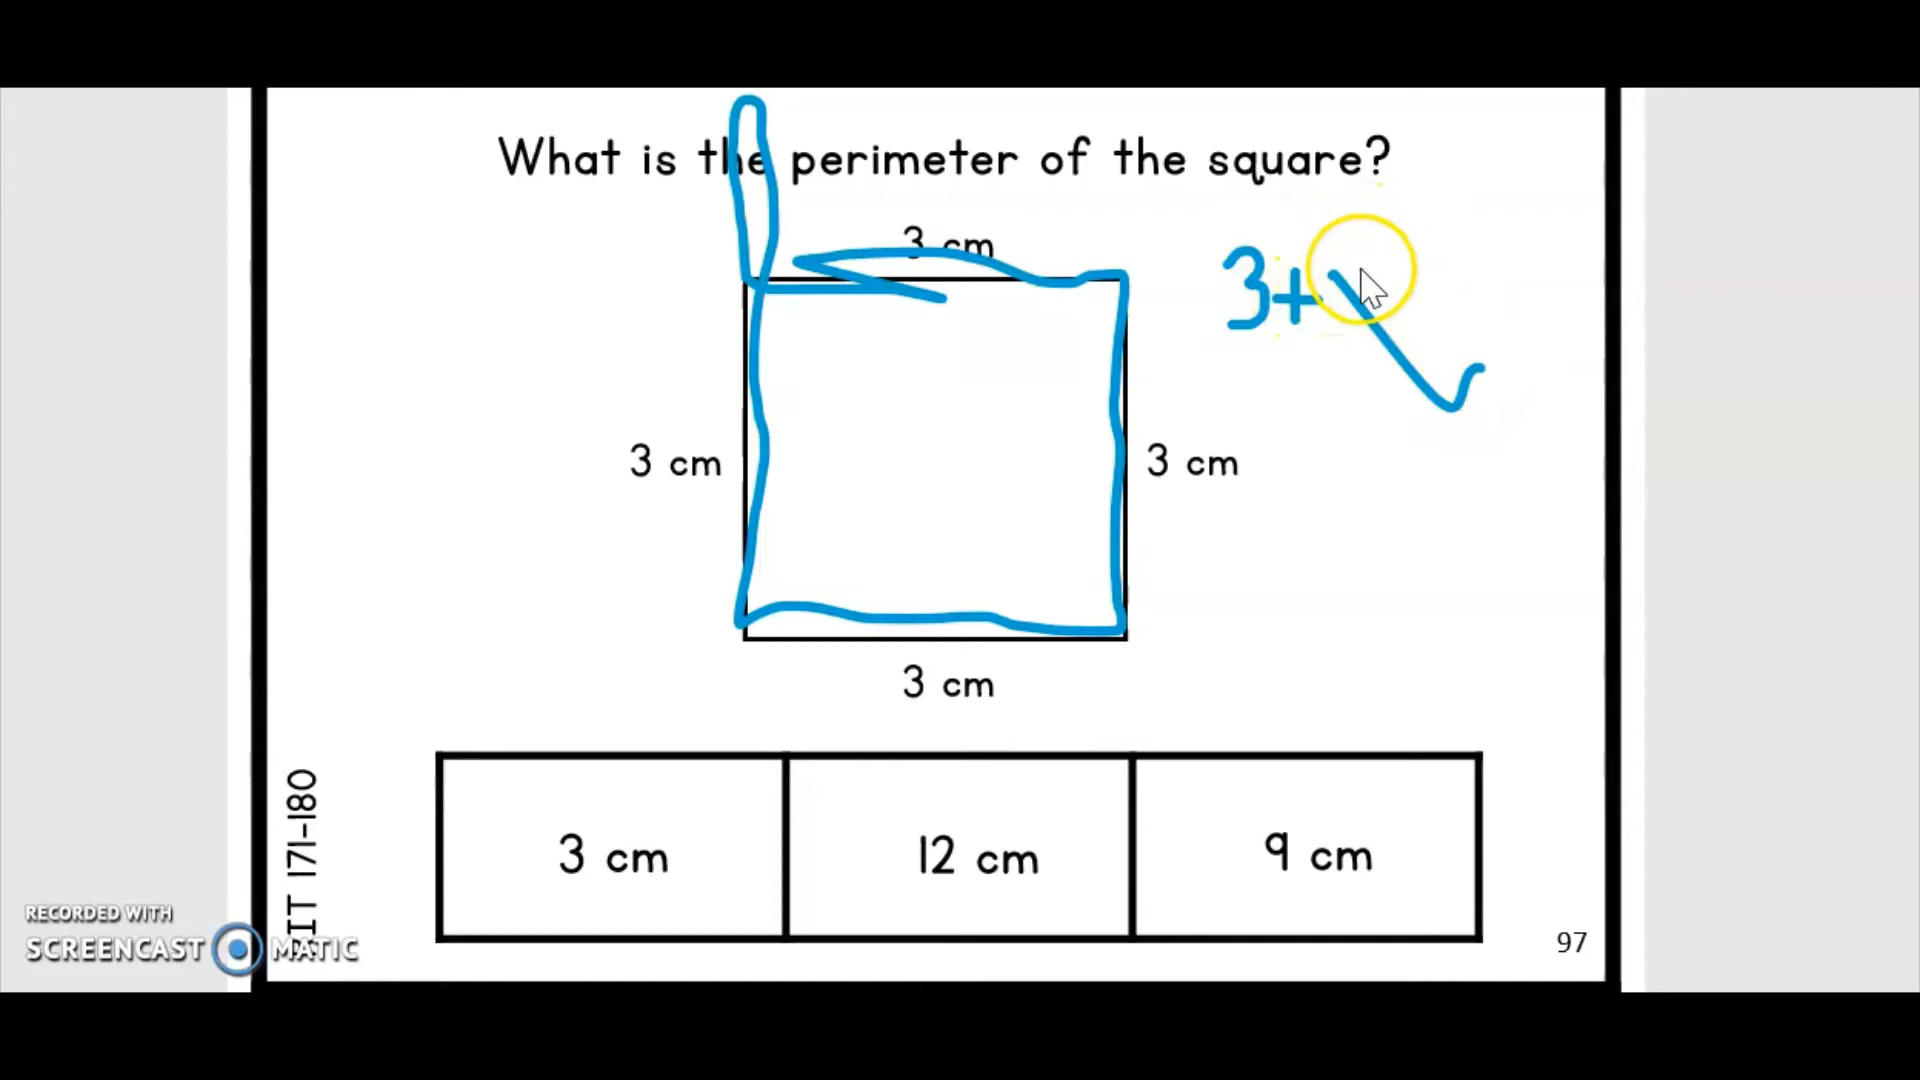 What is the perimeter of the square?
3 cm
3+
3 cm
3 cm
3 cm
3 cm
12 cm
9 cm
IT 171-180
97
RECORDED WITH
SCREENCAST MATIC